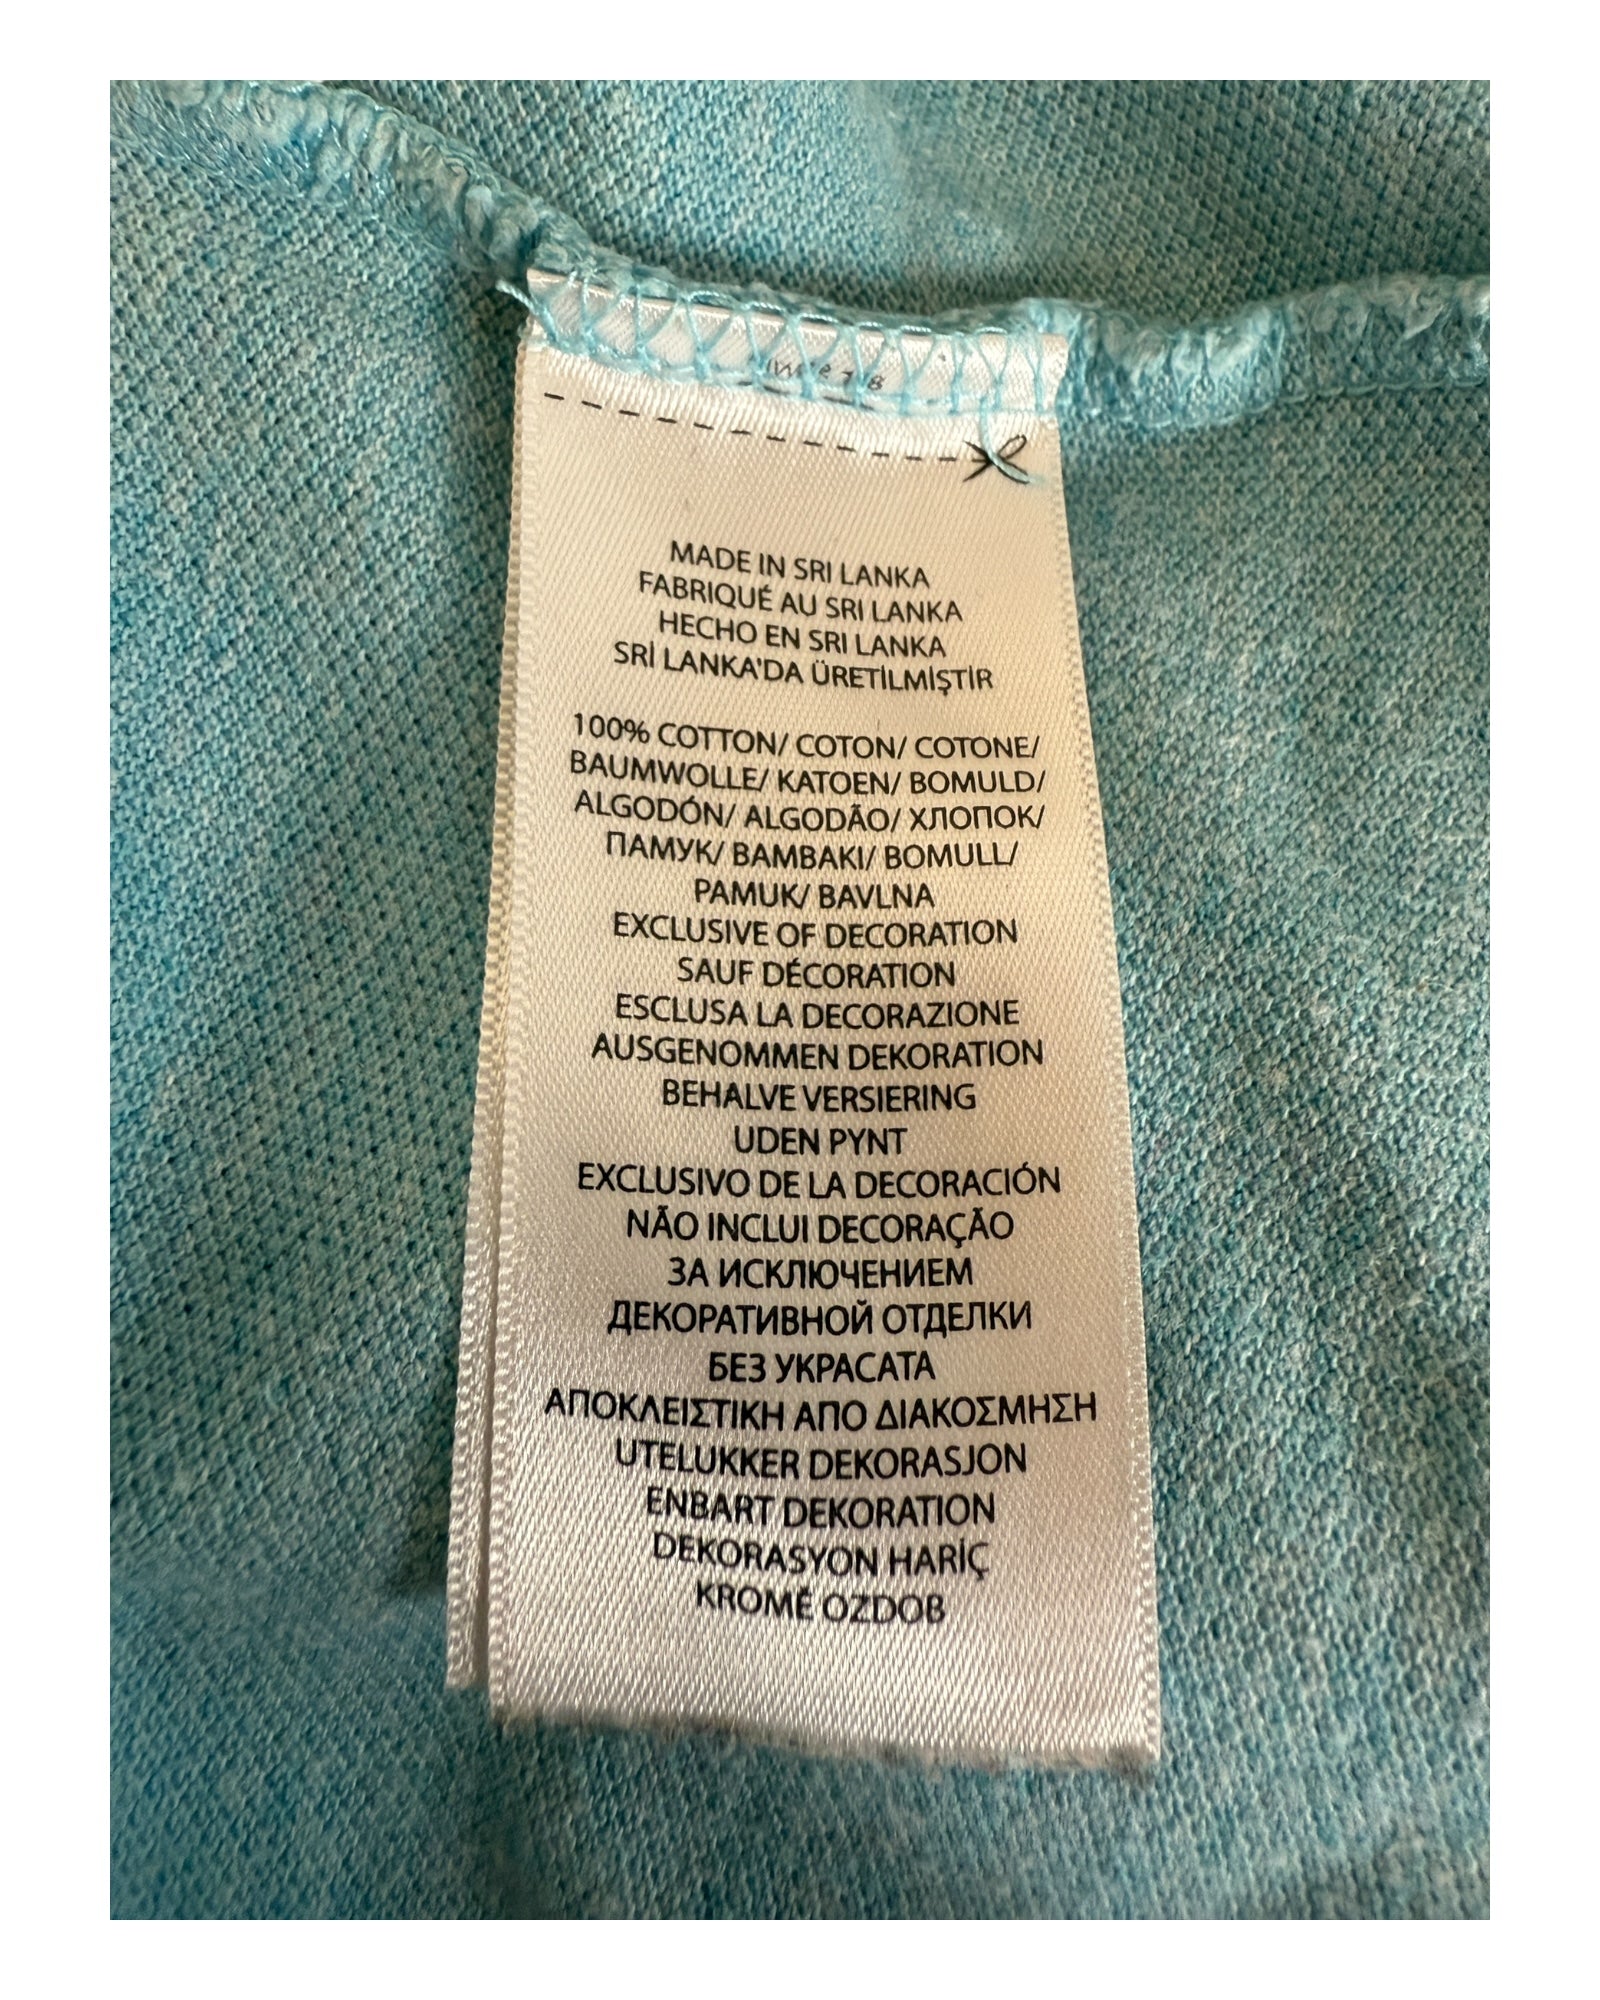 MADE IN SRI LANKA
FABRIQUÉ AU SRI LANKA
HECHO EN SRI LANKA
SRİ LANKA'DA ÜRETİLMİŞTİR
100% COTTON/ COTON/ COTONE/
BAUMWOLLE/ KATOEN/ BOMULD/
ALGODÓN/ ALGODÃO/ ХЛОПОК/
ПАМУК/ BAMBAKI/ BOMULL/
PAMUK/ BAVLNA
EXCLUSIVE OF DECORATION
SAUF DÉCORATION
ESCLUSA LA DECORAZIONE
AUSGENOMMEN DEKORATION
BEHALVE VERSIERING
UDEN PYNT
EXCLUSIVO DE LA DECORACIÓN
NÃO INCLUI DECORAÇÃO
ЗА ИСКЛЮЧЕНИЕМ
ДЕКОРАТИВНОЙ ОТДЕЛКИ
БЕЗ УКРАСАТА
ΑΠΟΚΛΕΙΣΤΙΚΗ ΑΠΟ ΔΙΑΚΟΣΜΗΣΗ
UTELUKKER DEKORASJON
ENBART DEKORATION
DEKORASYON HARİÇ
KROMĚ OZDOB